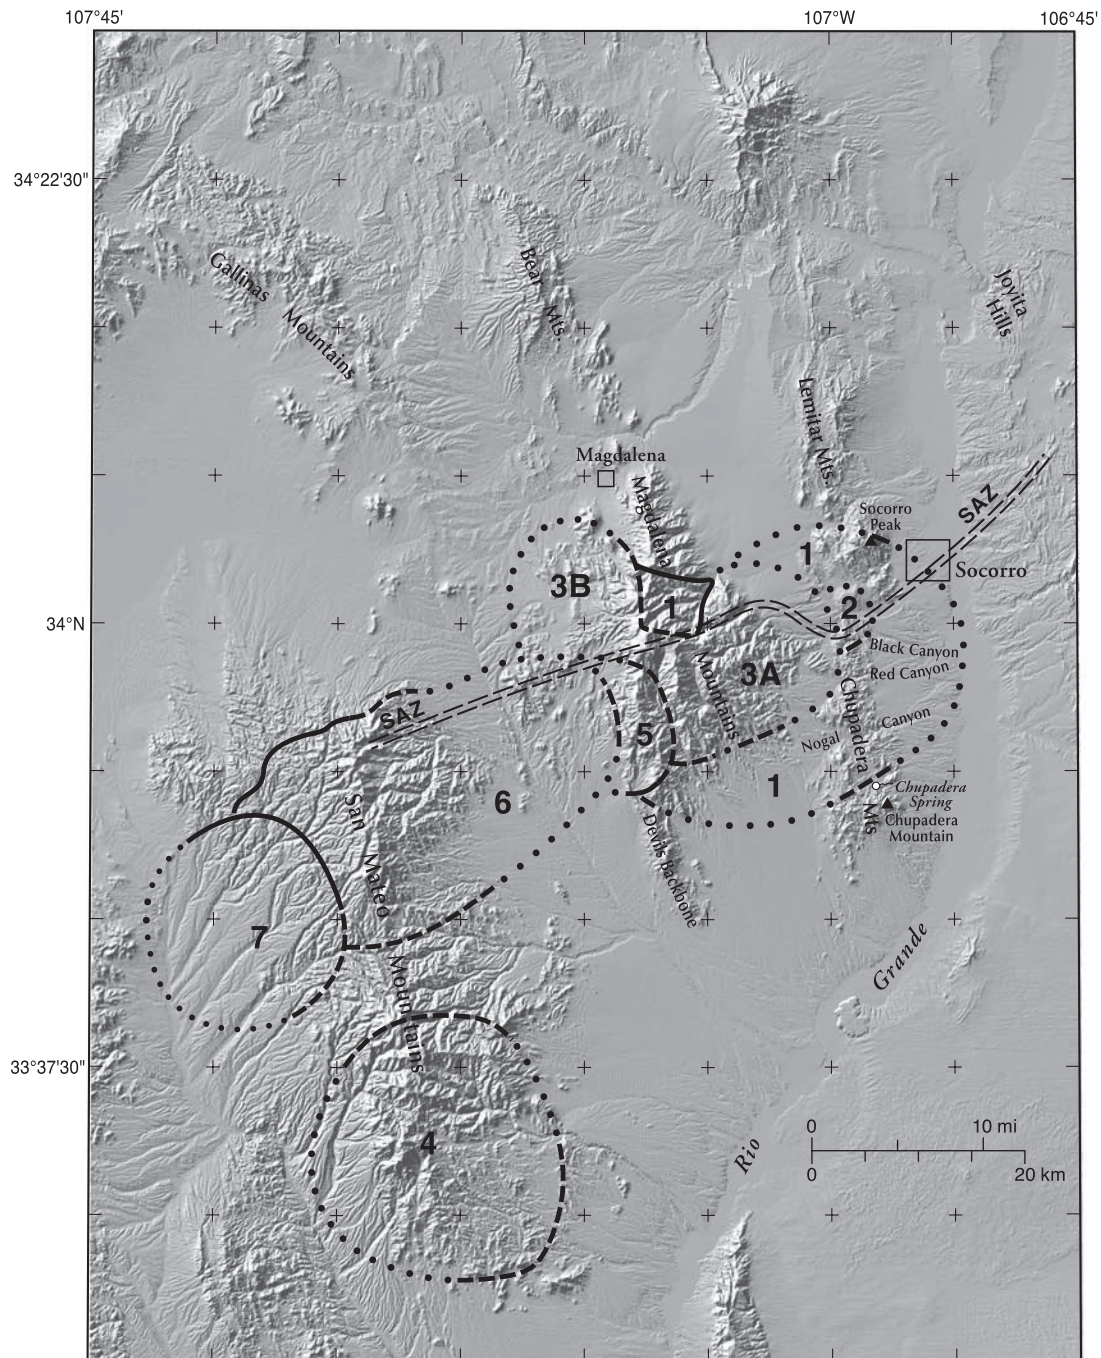 107°45'
107°W
106°45'
34°22'30"
Gallinas
Mountains
Bear
Mts.
Joyita
Hills
Lemitar Mts.
Magdalena
Magdalena
Socorro
Peak
SAZ
1
Socorro
3B
1
2
34°N
Black Canyon
Red Canyon
3A
Mountains
Chupadera
SAZ
Canyon
Nogal
5
1
6
Chupadera
Spring
Chupadera
Mountain
Mts
San
Devils Backbone
Mateo
7
Grande
Mountains
33°37'30"
4
0
10 mi
Rio
0
20 km